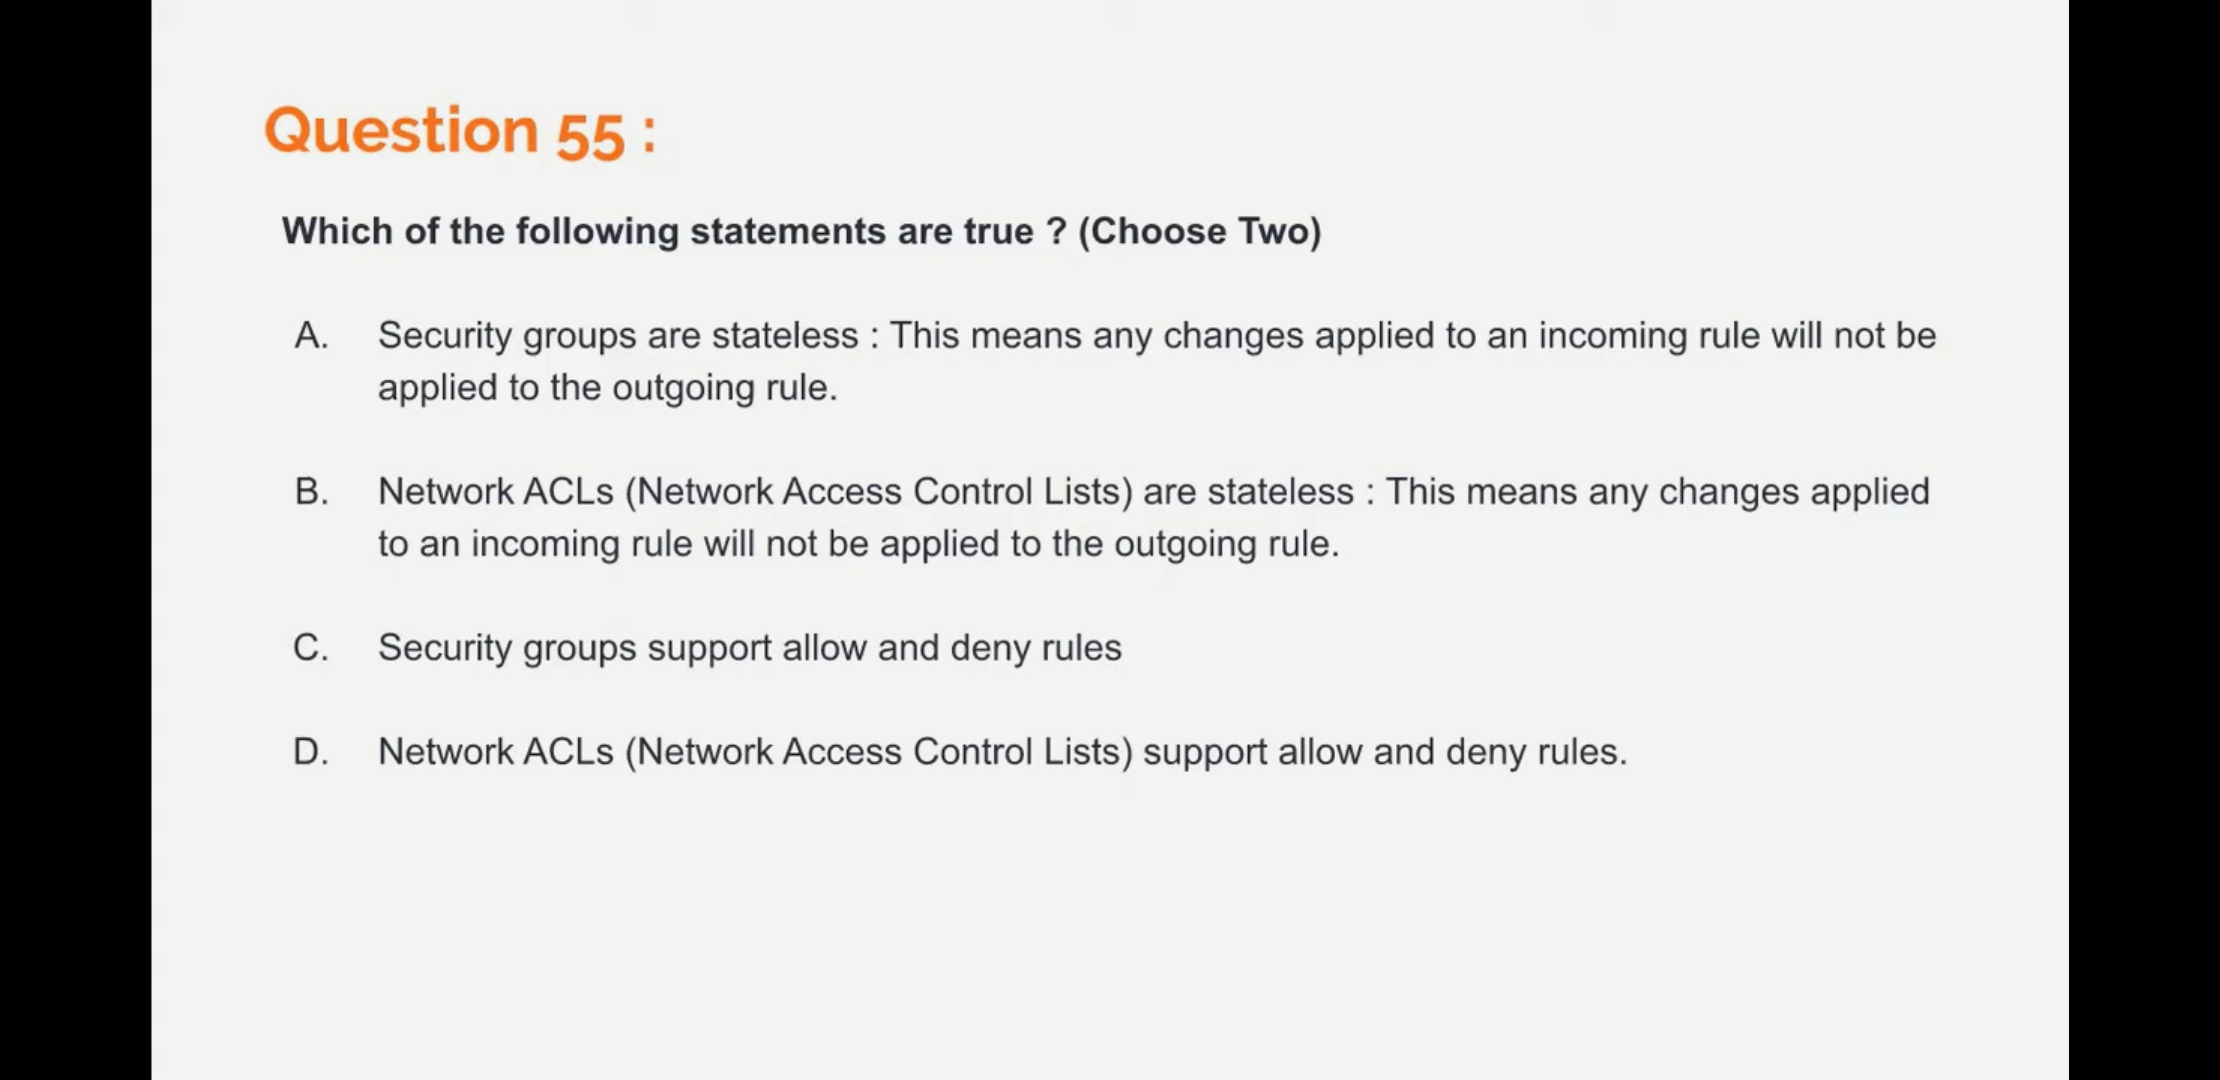 Question 55 :
Which of the following statements are true ? (Choose Two)
A. Security groups are stateless : This means any changes applied to an incoming rule will not be
applied to the outgoing rule.
B. Network ACLs (Network Access Control Lists) are stateless : This means any changes applied
to an incoming rule will not be applied to the outgoing rule.
C. Security groups support allow and deny rules
D. Network ACLs (Network Access Control Lists) support allow and deny rules.